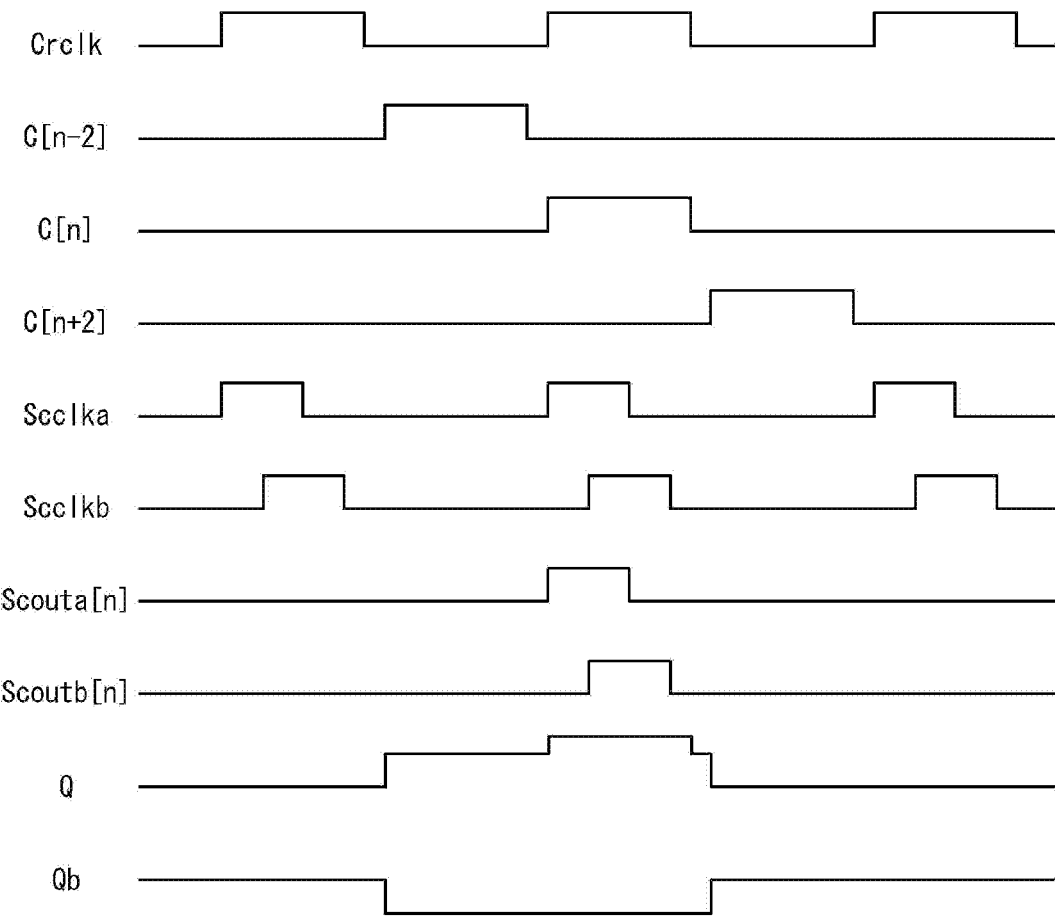 Crclk
C[n-2]
C[n]
C[n+2]
Scclka
Scclkb
Scouta[n]
Scoutb[n]
Q
Qb